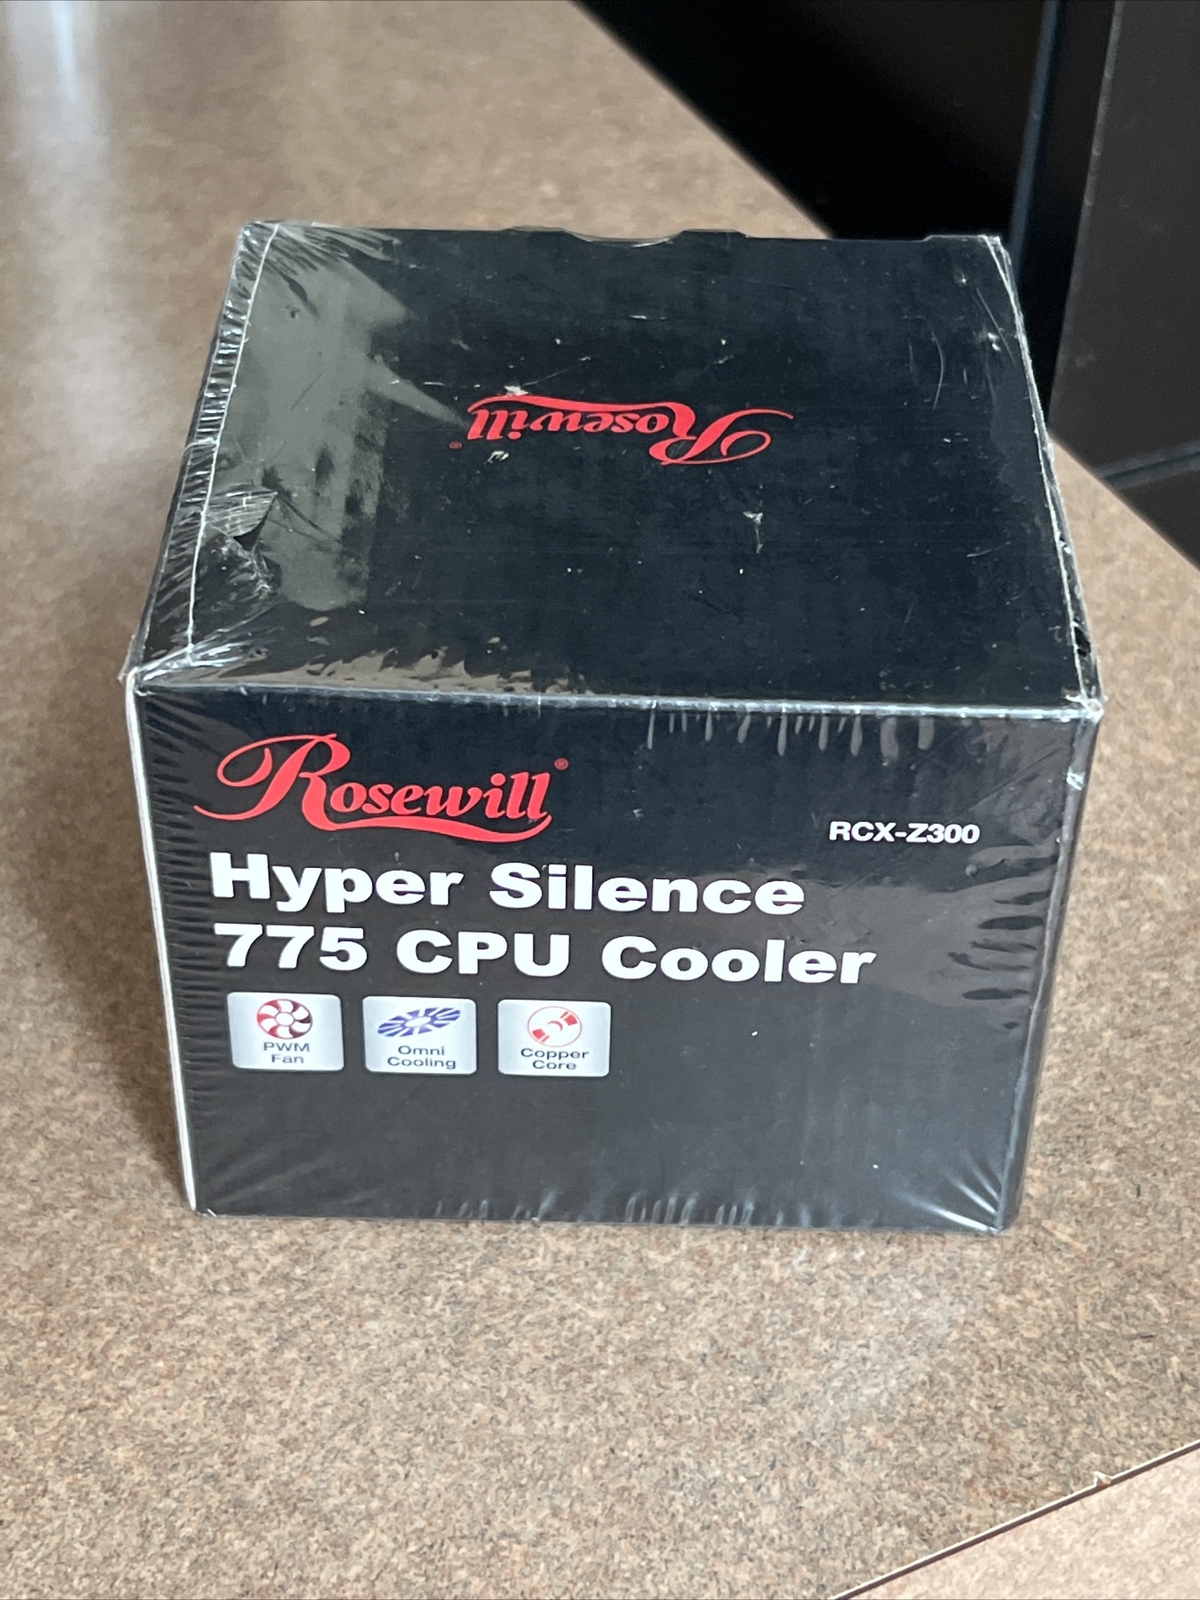 Rosewill®
Rosewill®
RCX-Z300
Hyper Silence
775 CPU Cooler
PWM
Fan
Omni
Cooling
Copper
Core